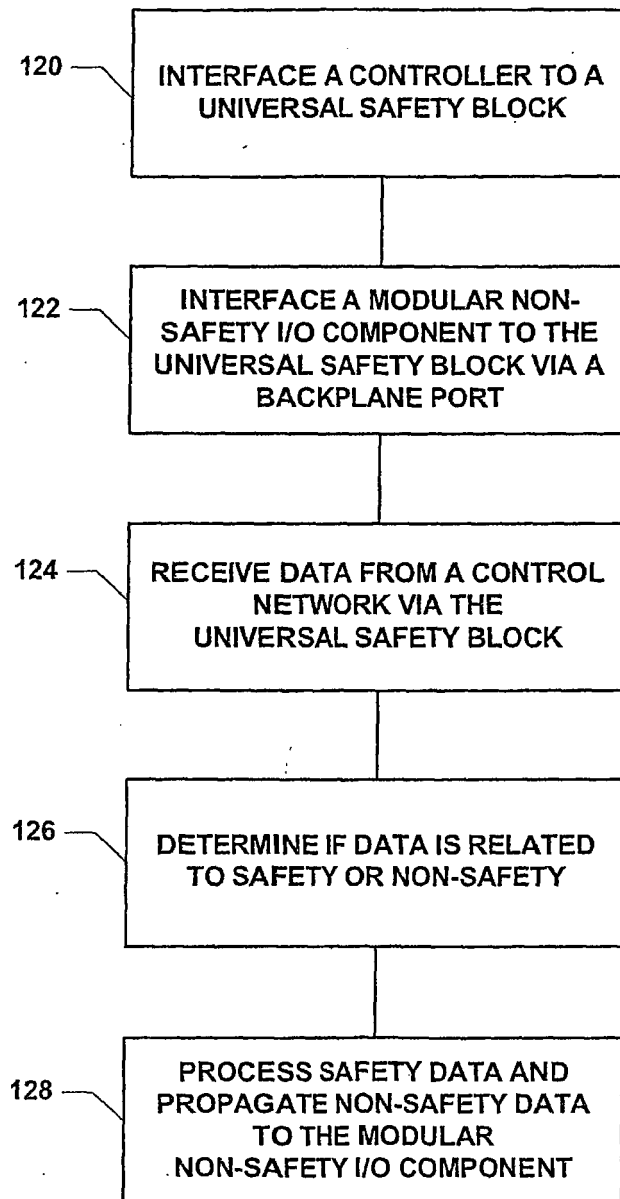 120
INTERFACE A CONTROLLER TO A
UNIVERSAL SAFETY BLOCK
122
INTERFACE A MODULAR NON-
SAFETY I/O COMPONENT TO THE
UNIVERSAL SAFETY BLOCK VIA A
BACKPLANE PORT
124
RECEIVE DATA FROM A CONTROL
NETWORK VIA THE
UNIVERSAL SAFETY BLOCK
126
DETERMINE IF DATA IS RELATED
TO SAFETY OR NON-SAFETY
128
PROCESS SAFETY DATA AND
PROPAGATE NON-SAFETY DATA
TO THE MODULAR
NON-SAFETY I/O COMPONENT